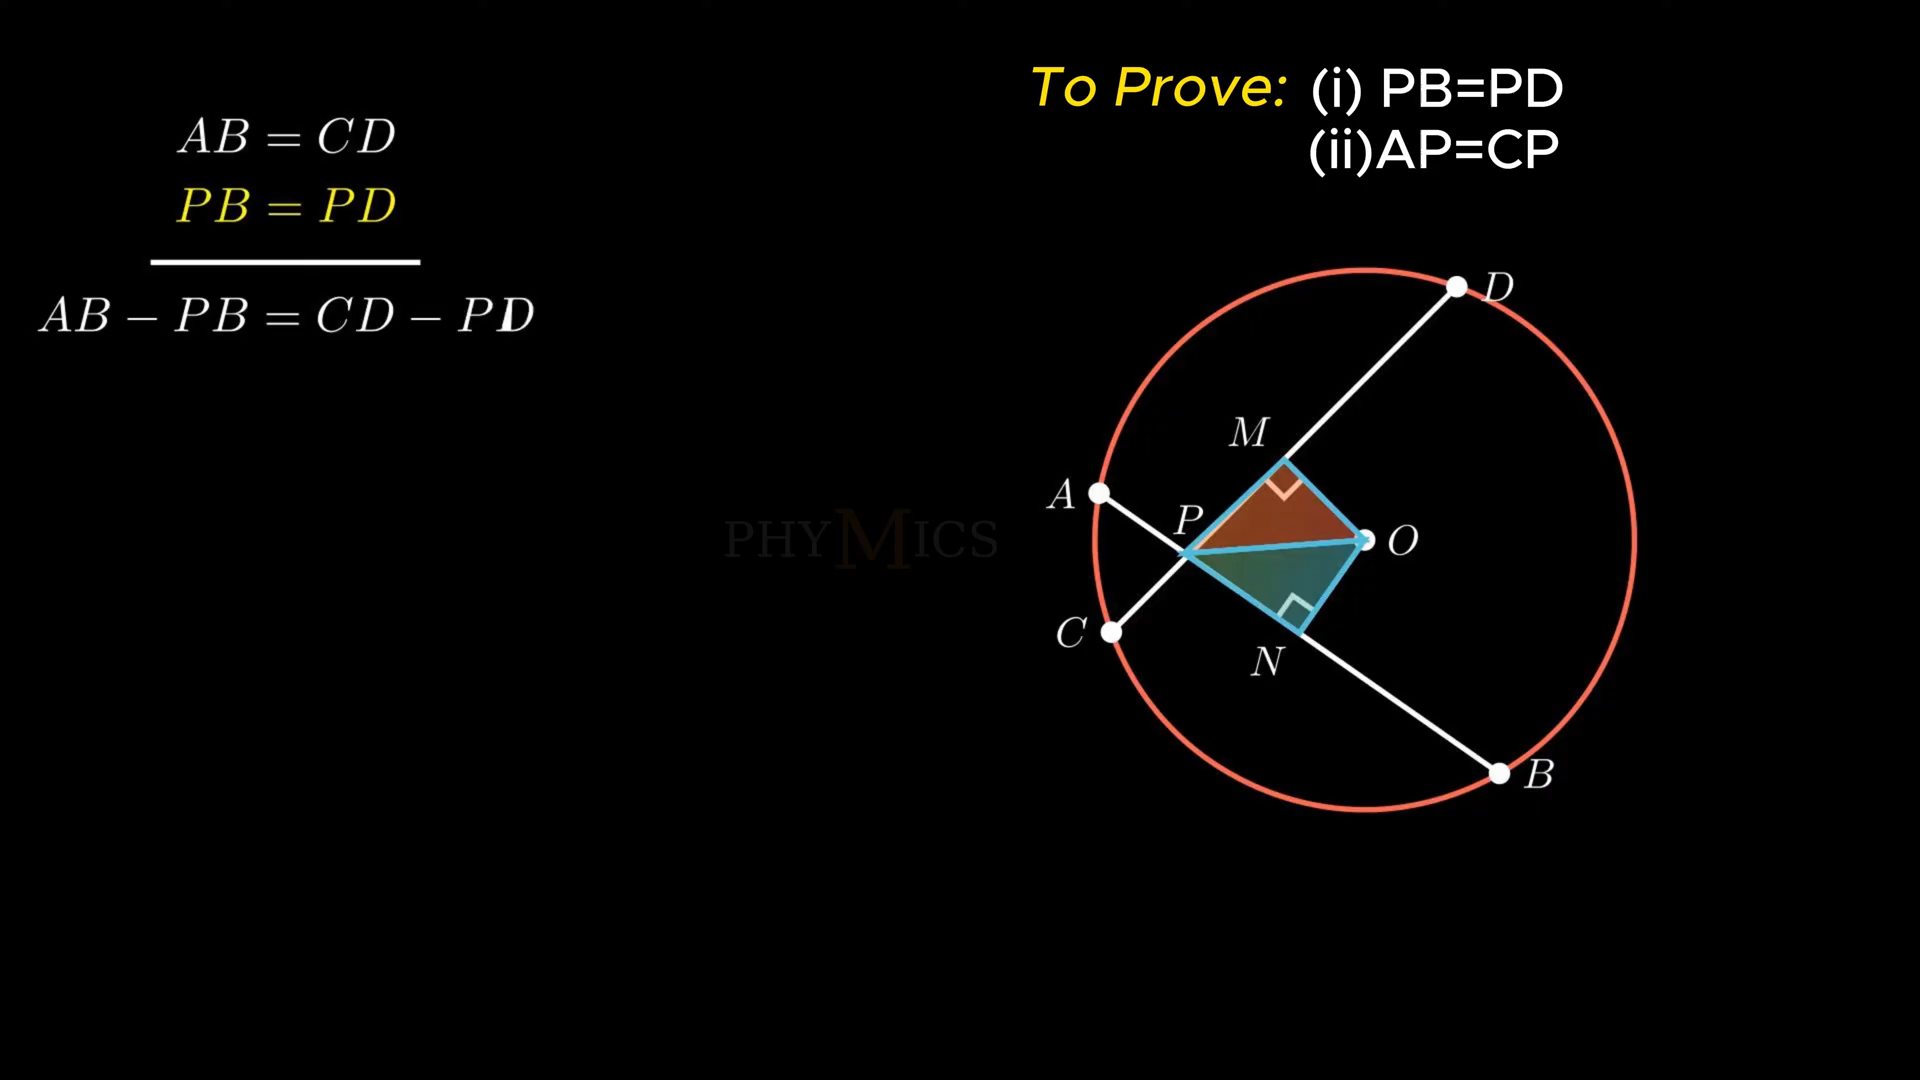 To Prove: (i) PB=PD
(ii)AP=CP
AB = CD
PB = PD
AB − PB = CD − PD
D
M
A
P
O
PHYMICS
C
N
B